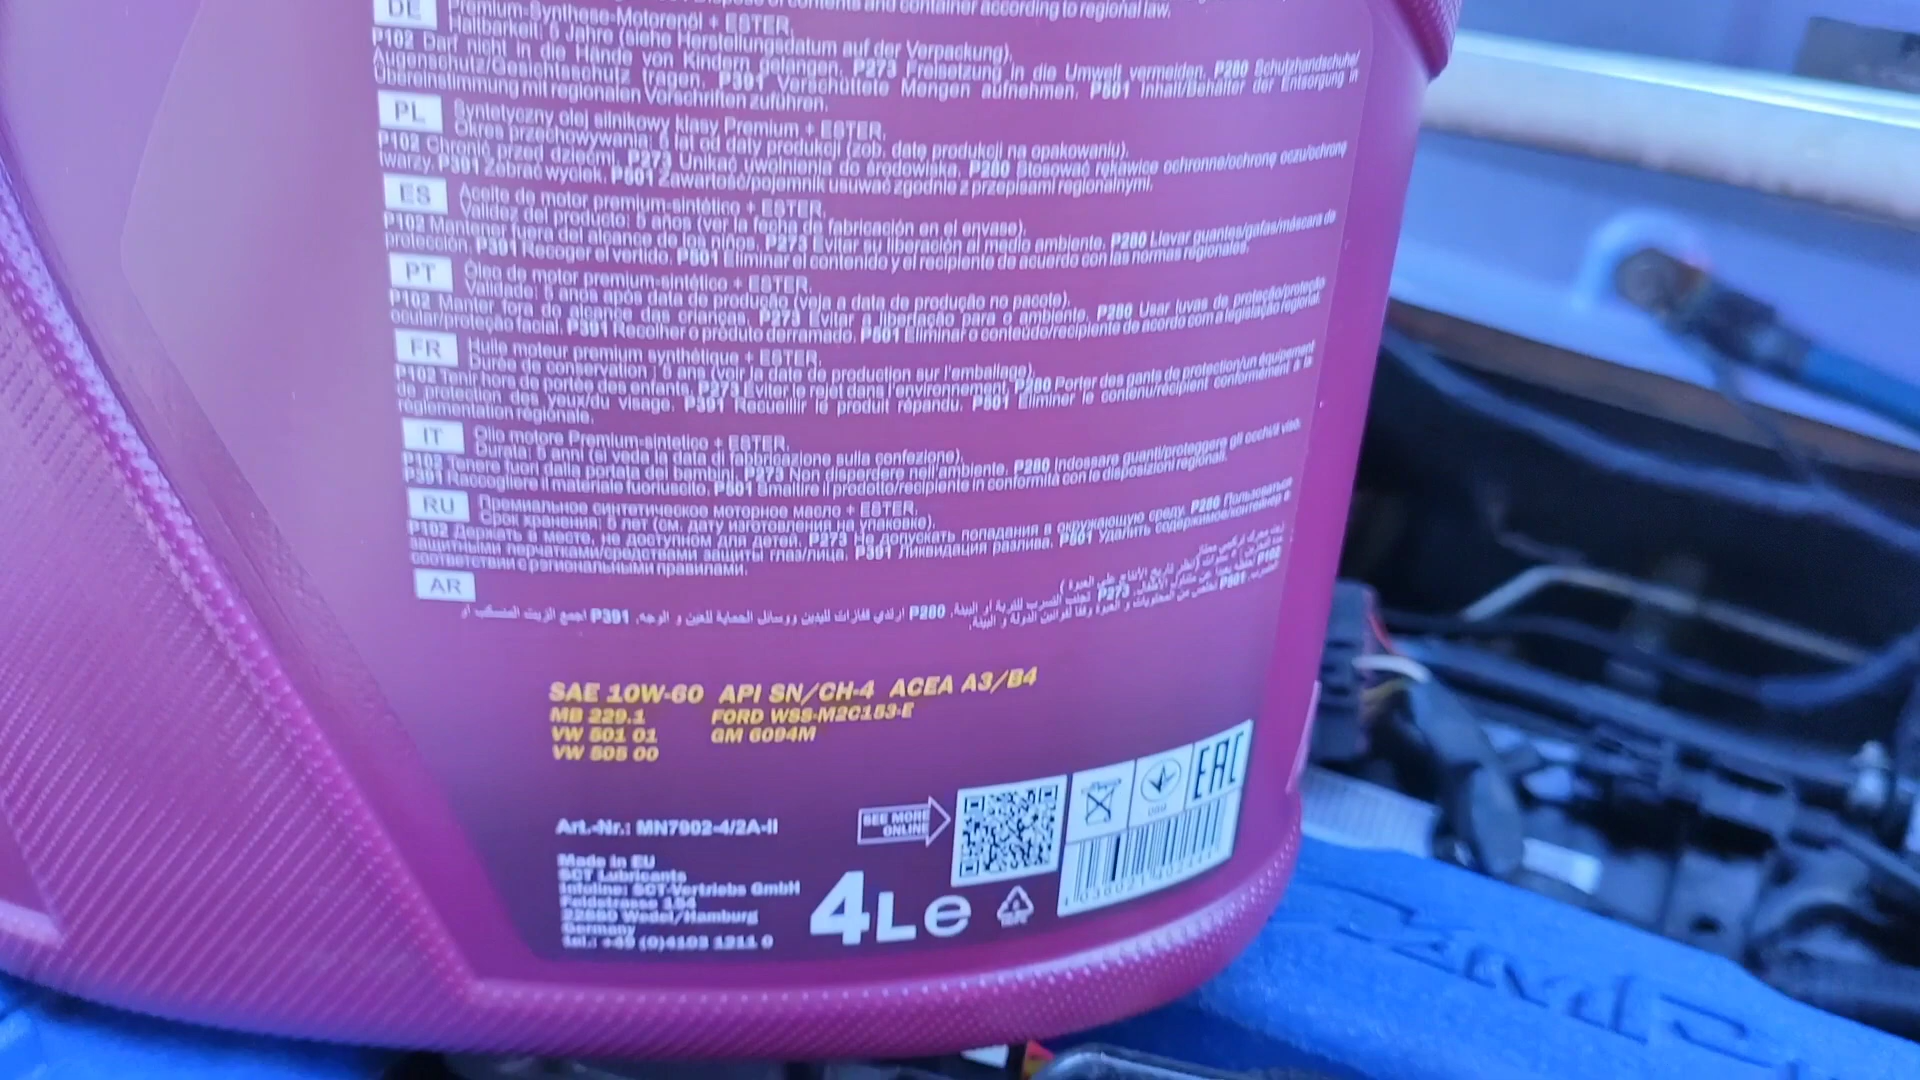 Dispose of contents and container according to regional law.
DE
Premium-Synthese-Motorenöl + ESTER.
Haltbarkeit: 5 Jahre (siehe Herstellungsdatum auf der Verpackung).
P102 Darf nicht in die Hände von Kindern gelangen. P273 Freisetzung in die Umwelt vermeiden. P280 Schutzhandschuhe/
Augenschutz/Gesichtsschutz tragen. P391 Verschüttete Mengen aufnehmen. P501 Inhalt/Behälter der Entsorgung in
Übereinstimmung mit regionalen Vorschriften zuführen.
PL
Syntetyczny olej silnikowy klasy Premium + ESTER.
Okres przechowywania: 5 lat od daty produkcji (zob. datę produkcji na opakowaniu).
P102 Chronić przed dziećmi. P273 Unikać uwolnienia do środowiska. P280 Stosować rękawice ochronne/ochronę oczu/ochronę
twarzy. P391 Zebrać wyciek. P501 Zawartość/pojemnik usuwać zgodnie z przepisami regionalnymi.
ES
Aceite de motor premium-sintético + ESTER.
Validez del producto: 5 años (ver la fecha de fabricación en el envase).
P102 Mantener fuera del alcance de los niños. P273 Evitar su liberación al medio ambiente. P280 Llevar guantes/gafas/máscara de
protección. P391 Recoger el vertido. P501 Eliminar el contenido y el recipiente de acuerdo con las normas regionales.
PT
Óleo de motor premium-sintético + ESTER.
Validade: 5 anos após data de produção (veja a data de produção no pacote).
P102 Manter fora do alcance das crianças. P273 Evitar a libertação para o ambiente. P280 Usar luvas de proteção/proteção
ocular/proteção facial. P391 Recolher o produto derramado. P501 Eliminar o conteúdo/recipiente de acordo com a legislação regional.
FR
Huile moteur premium synthétique + ESTER.
Durée de conservation : 5 ans (voir la date de production sur l'emballage).
P102 Tenir hors de portée des enfants. P273 Éviter le rejet dans l'environnement. P280 Porter des gants de protection/un équipement
de protection des yeux/du visage. P391 Recueillir le produit répandu. P501 Éliminer le contenu/récipient conformément à la
réglementation régionale.
IT
Olio motore Premium-sintetico + ESTER.
Durata: 5 anni (si veda la data di fabbricazione sulla confezione).
P102 Tenere fuori dalla portata dei bambini. P273 Non disperdere nell'ambiente. P280 Indossare guanti/proteggere gli occhi/il viso.
P391 Raccogliere il materiale fuoriuscito. P501 Smaltire il prodotto/recipiente in conformità con le disposizioni regionali.
RU
Премиальное синтетическое моторное масло + ESTER.
Срок хранения: 5 лет (см. дату изготовления на упаковке).
P102 Держать в месте, не доступном для детей. P273 Не допускать попадания в окружающую среду. P280 Пользоваться
защитными перчатками/средствами защиты глаз/лица. P391 Ликвидация разлива. P501 Удалить содержимое/контейнер в
соответствии с региональными правилами.
AR
SAE 10W-60 API SN/CH-4 ACEA A3/B4
MB 229.1 FORD WSS-M2C153-E
VW 501 01 GM 6094M
VW 505 00
Art.-Nr.: MN7902-4/2A-II
SEE MORE
ONLINE
EAC
Made in EU
SCT Lubricants
Infoline: SCT-Vertriebs GmbH
Feldstrasse 154
22880 Wedel/Hamburg
Germany
tel.: +49 (0)4103 1211 0
4Le